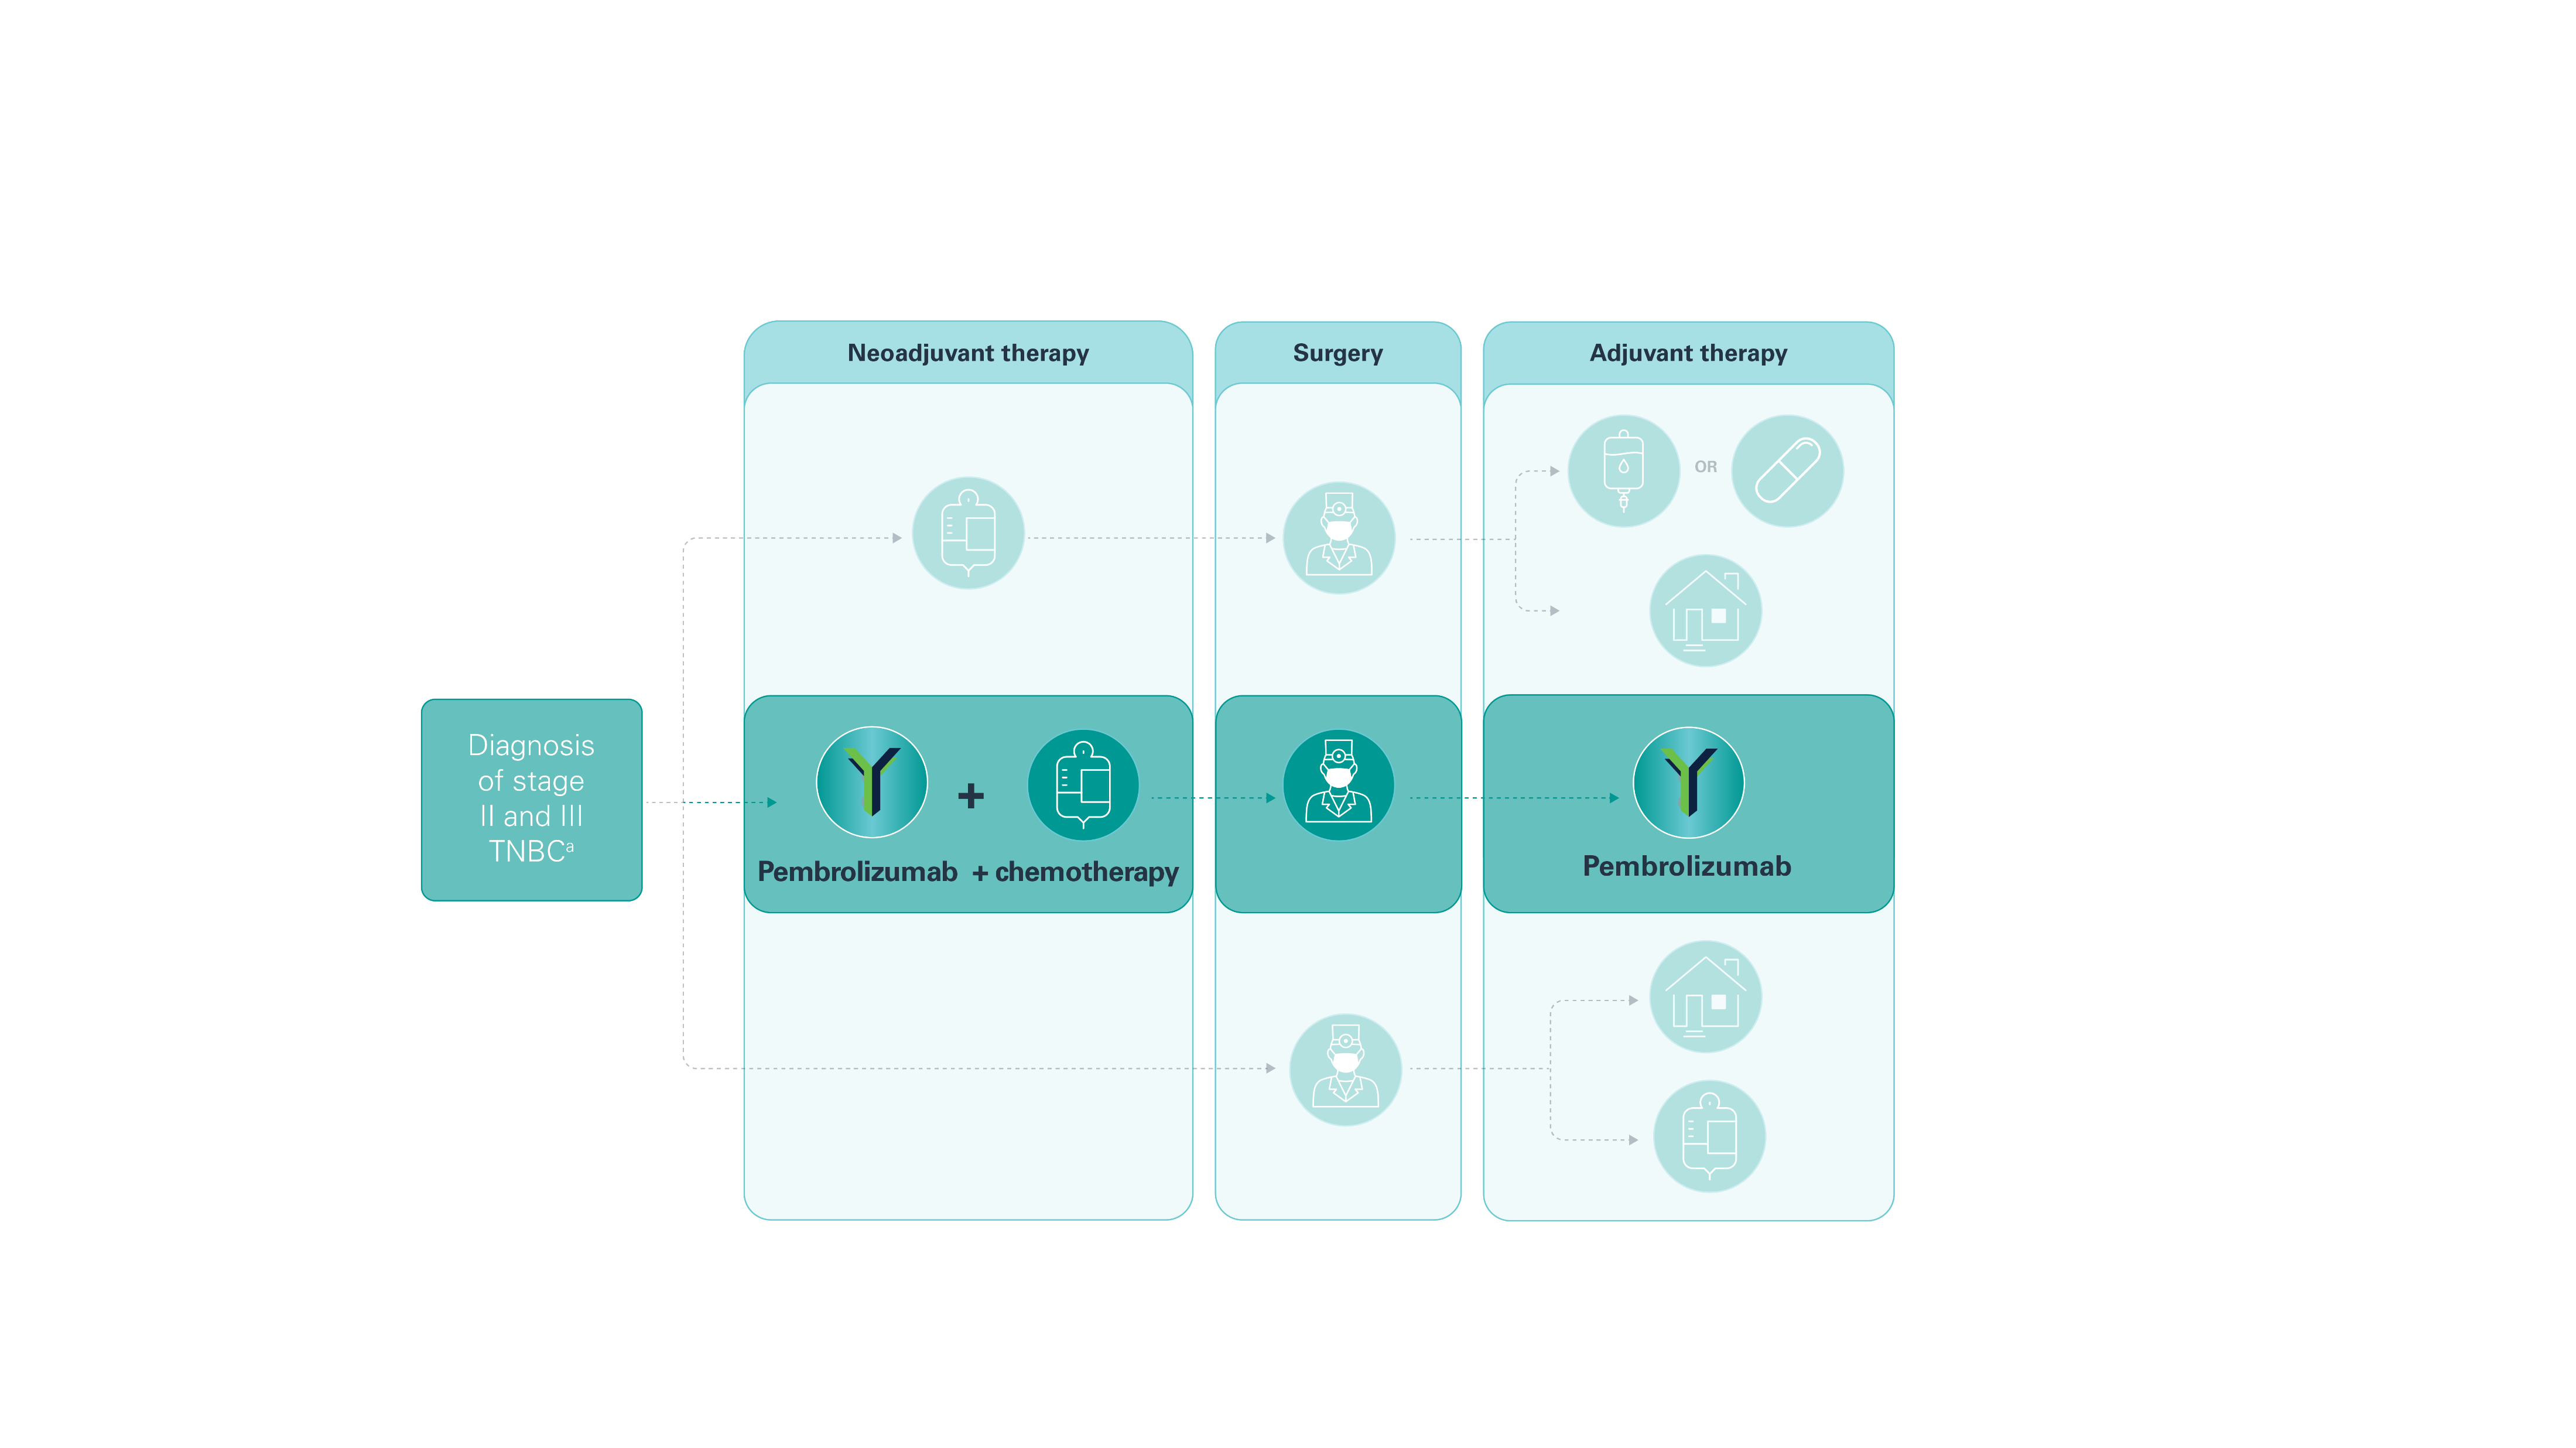 Neoadjuvant therapy
Surgery
Adjuvant therapy
OR
Diagnosis
of stage
II and III
TNBCᵃ
+
Pembrolizumab + chemotherapy
Pembrolizumab